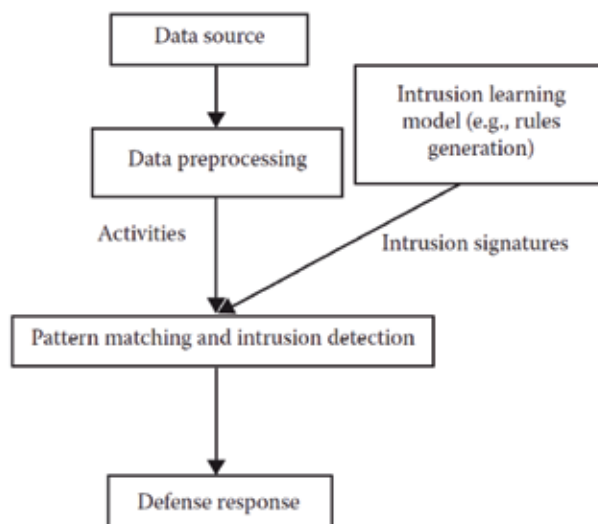 Data source
Intrusion learning
model (e.g., rules
generation)
Data preprocessing
Activities
Intrusion signatures
Pattern matching and intrusion detection
Defense response